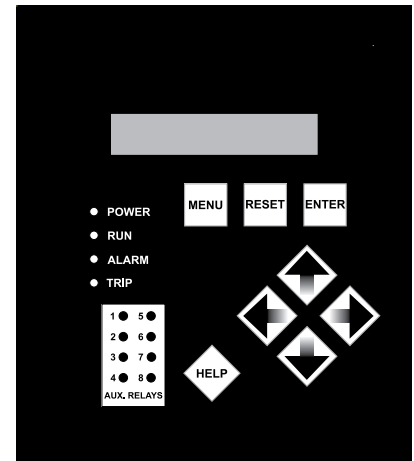 MENU RESET ENTER
POWER
RUN
ALARM
TRIP
1 5
2 6
3 7
4 8
AUX. RELAYS
HELP